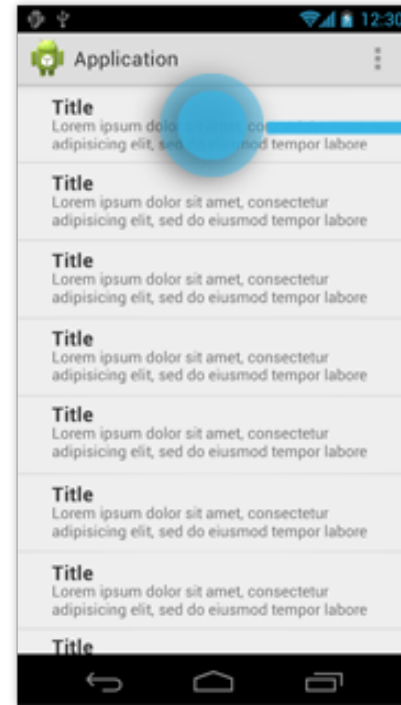 12:30
Application
Title
Lorem ipsum dolor
adipisicing elit, sed tempor labore
Title
Lorem ipsum dolor sit amet, consectetur
adipisicing elit, sed do eiusmod tempor labore
Title
Lorem ipsum dolor sit amet, consectetur
adipisicing elit, sed do eiusmod tempor labore
Title
Lorem ipsum dolor sit amet, consectetur
adipisicing elit, sed do eiusmod tempor labore
Title
Lorem ipsum dolor sit amet, consectetur
adipisicing elit, sed do eiusmod tempor labore
Title
Lorem ipsum dolor sit amet, consectetur
adipisicing elit, sed do eiusmod tempor labore
Title
Lorem ipsum dolor sit amet, consectetur
adipisicing elit, sed do eiusmod tempor labore
Title